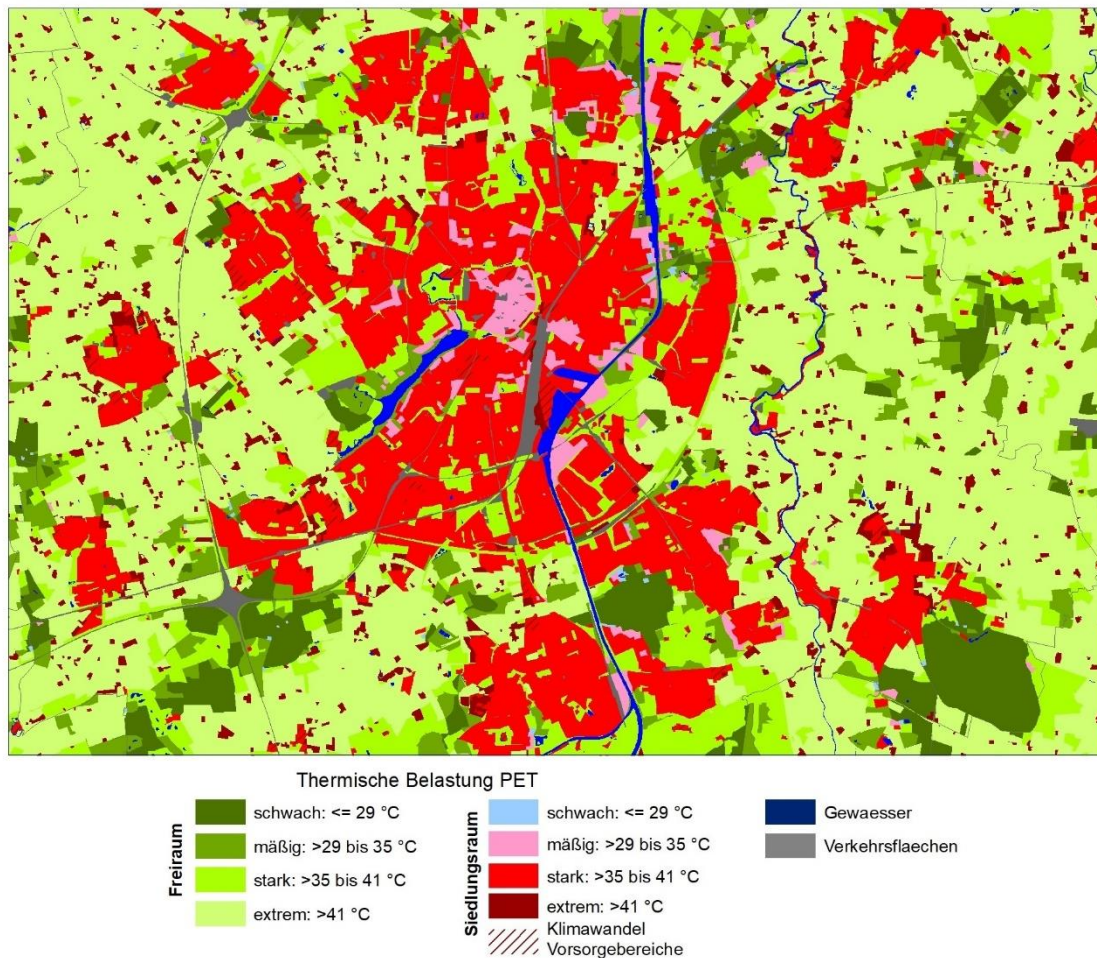 Thermische Belastung PET
Freiraum
schwach: <= 29 °C
mäßig: >29 bis 35 °C
stark: >35 bis 41 °C
extrem: >41 °C
Siedlungsraum
schwach: <= 29 °C
mäßig: >29 bis 35 °C
stark: >35 bis 41 °C
extrem: >41 °C
Klimawandel
Vorsorgebereiche
Gewaesser
Verkehrsflaechen